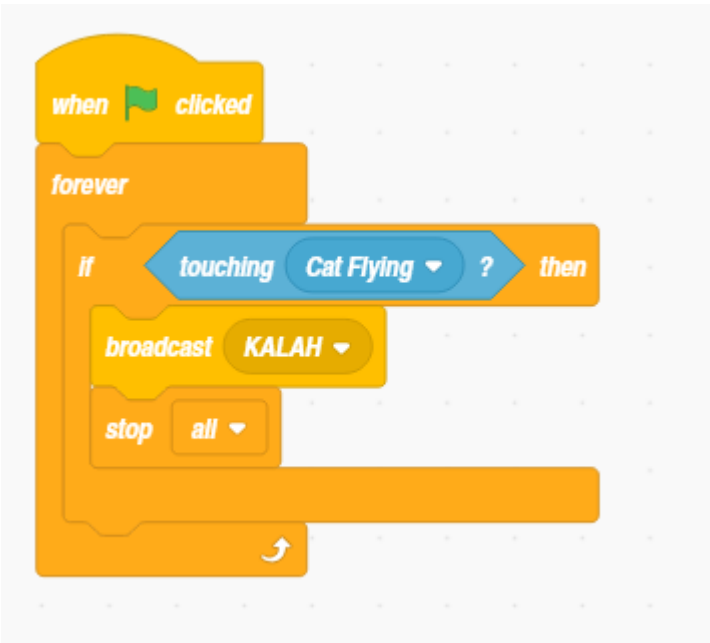 when clicked
forever
if touching Cat Flying ? then
broadcast KALAH
stop all